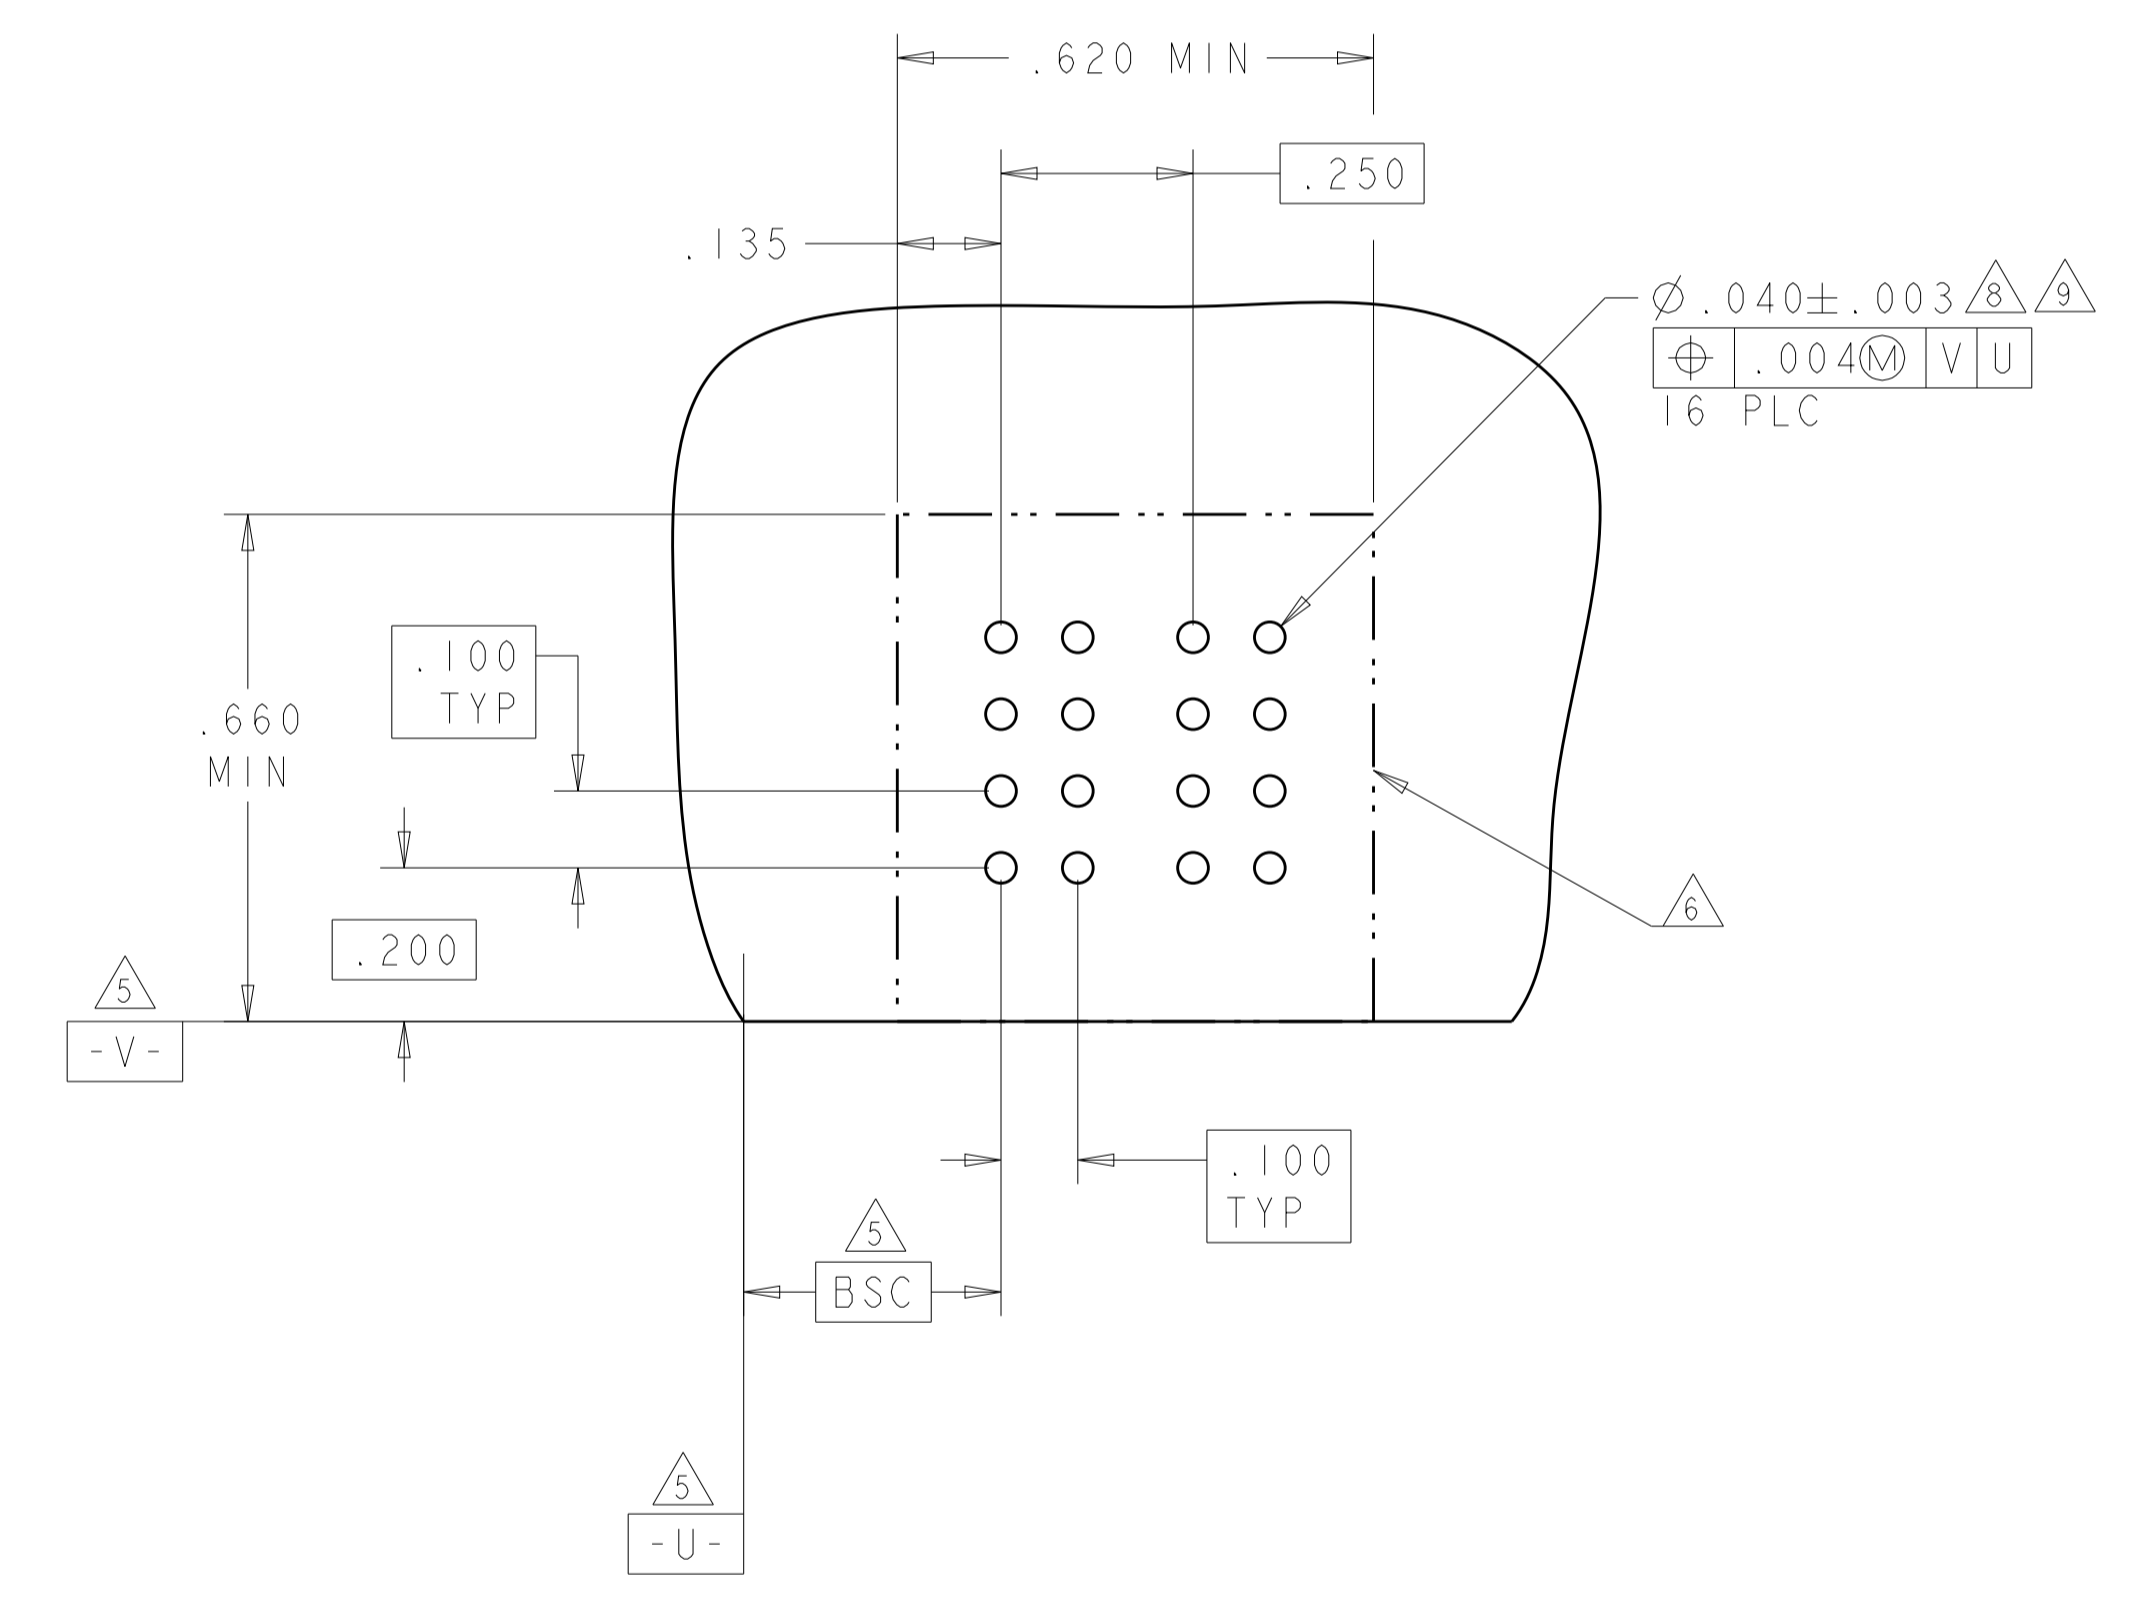 .620 MIN
.250
.135
⌀.040±.003 8 9
⌖ .004Ⓜ V U
16 PLC
.100
TYP
.660
MIN
6
.200
5
-V-
.100
TYP
5
BSC
5
-U-